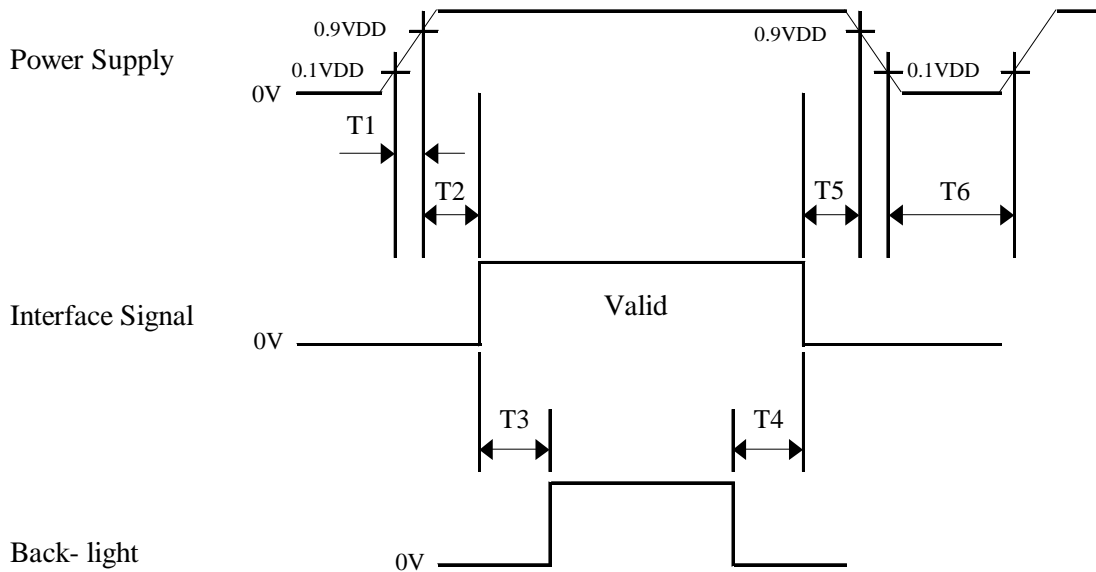 0.9VDD
0.9VDD
Power Supply
0.1VDD
0.1VDD
0V
T1
T2
T5
T6
Interface Signal
Valid
0V
T3
T4
Back- light
0V